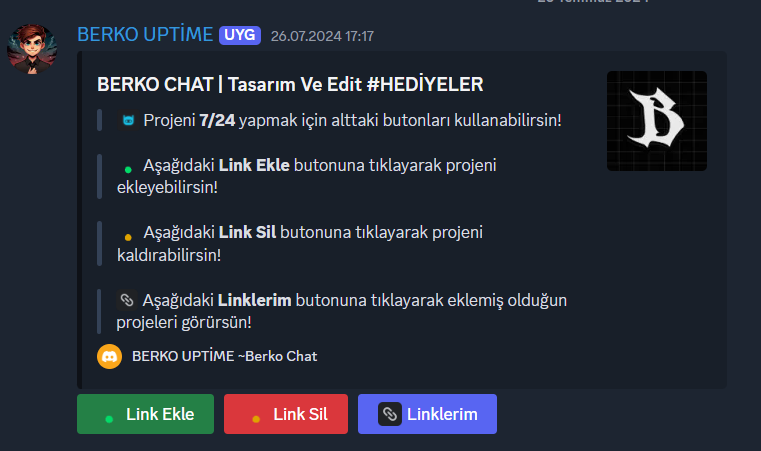 BERKO UPTİME UYG 26.07.2024 17:17
BERKO CHAT | Tasarım Ve Edit #HEDİYELER
Projeni 7/24 yapmak için alttaki butonları kullanabilirsin!
Aşağıdaki Link Ekle butonuna tıklayarak projeni
ekleyebilirsin!
Aşağıdaki Link Sil butonuna tıklayarak projeni
kaldırabilirsin!
Aşağıdaki Linklerim butonuna tıklayarak eklemiş olduğun
projeleri görürsün!
B
BERKO UPTİME ~Berko Chat
Link Ekle Link Sil Linklerim